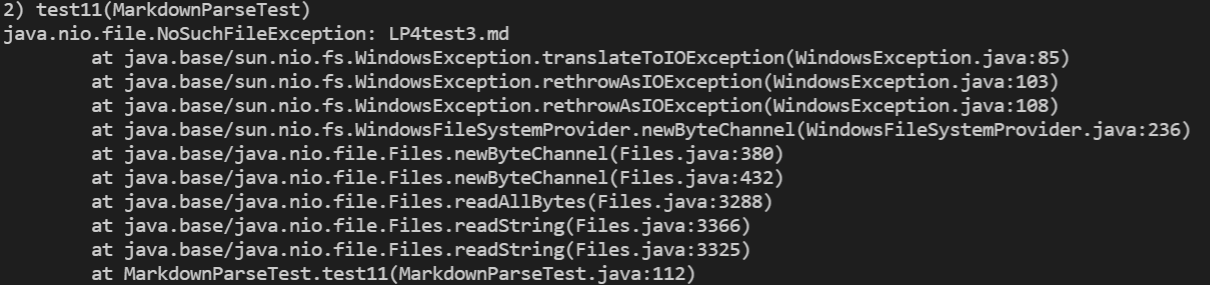 2) test11(MarkdownParseTest)
java.nio.file.NoSuchFileException: LP4test3.md
        at java.base/sun.nio.fs.WindowsException.translateToIOException(WindowsException.java:85)
        at java.base/sun.nio.fs.WindowsException.rethrowAsIOException(WindowsException.java:103)
        at java.base/sun.nio.fs.WindowsException.rethrowAsIOException(WindowsException.java:108)
        at java.base/sun.nio.fs.WindowsFileSystemProvider.newByteChannel(WindowsFileSystemProvider.java:236)
        at java.base/java.nio.file.Files.newByteChannel(Files.java:380)
        at java.base/java.nio.file.Files.newByteChannel(Files.java:432)
        at java.base/java.nio.file.Files.readAllBytes(Files.java:3288)
        at java.base/java.nio.file.Files.readString(Files.java:3366)
        at java.base/java.nio.file.Files.readString(Files.java:3325)
        at MarkdownParseTest.test11(MarkdownParseTest.java:112)